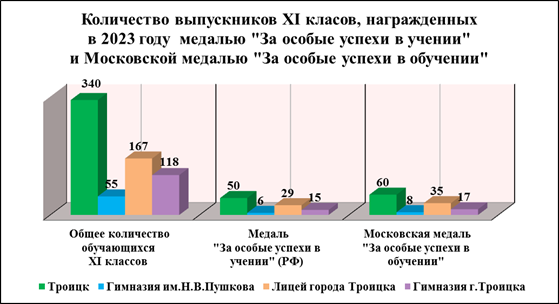 Количество выпускников XI класов, награжденных
в 2023 году медалью "За особые успехи в учении"
и Московской медалью "За особые успехи в обучении"
340
55
167
118
50
6
29
15
60
8
35
17
Общее количество
обучающихся
XI классов
Медаль
"За особые успехи в
учении" (РФ)
Московская медаль
"За особые успехи в
обучении"
Троицк Гимназия им.Н.В.Пушкова Лицей города Троицка Гимназия г.Троицка